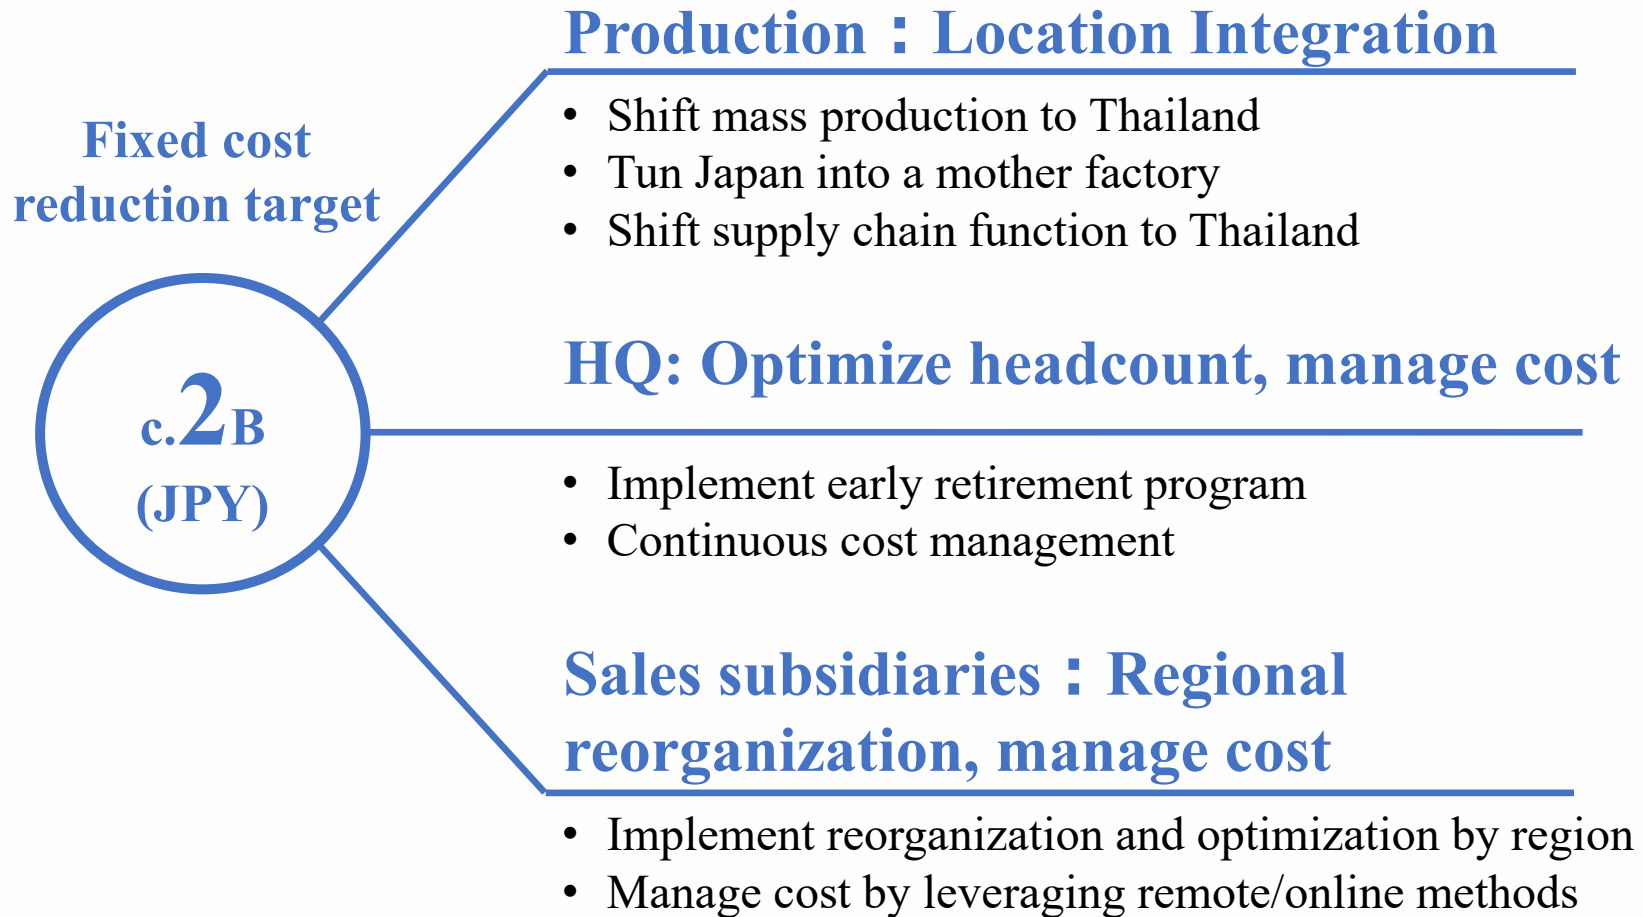 Production：Location Integration
• Shift mass production to Thailand
• Tun Japan into a mother factory
• Shift supply chain function to Thailand
Fixed cost
reduction target
c.2B
(JPY)
HQ: Optimize headcount, manage cost
• Implement early retirement program
• Continuous cost management
Sales subsidiaries：Regional
reorganization, manage cost
• Implement reorganization and optimization by region
• Manage cost by leveraging remote/online methods